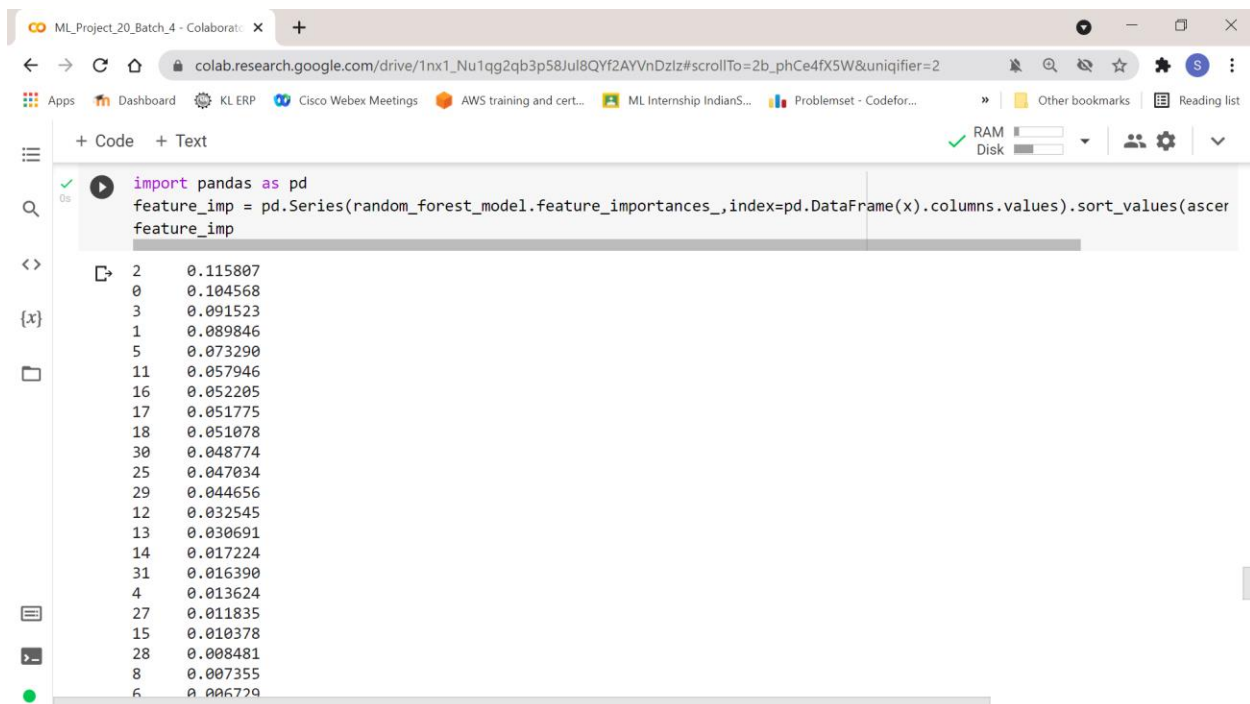 ML_Project_20_Batch_4 - Colaborato
colab.research.google.com/drive/1nx1_Nu1qg2qb3p58JuI8QYf2AYVnDzIz#scrollTo=2b_phCe4fX5W&uniqifier=2
Apps Dashboard KL ERP Cisco Webex Meetings AWS training and cert... ML Internship IndianS... Problemset - Codefor... » Other bookmarks Reading list
+ Code + Text RAM
Disk
import pandas as pd
0s
feature_imp = pd.Series(random_forest_model.feature_importances_,index=pd.DataFrame(x).columns.values).sort_values(ascer
feature_imp
2 0.115807
0 0.104568
3 0.091523
1 0.089846
5 0.073290
11 0.057946
16 0.052205
17 0.051775
18 0.051078
30 0.048774
25 0.047034
29 0.044656
12 0.032545
13 0.030691
14 0.017224
31 0.016390
4 0.013624
27 0.011835
15 0.010378
28 0.008481
8 0.007355
6 0.006729